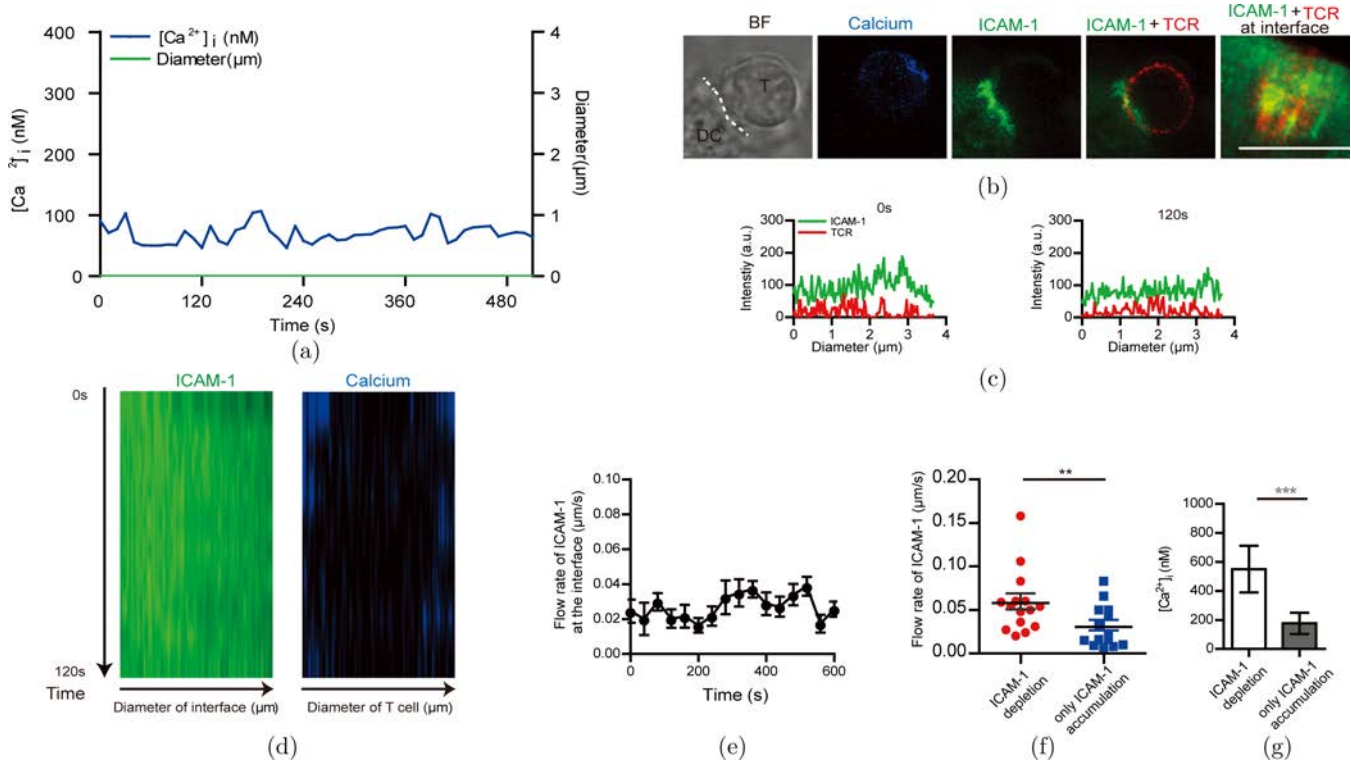 400
300
200
100
0
[Ca ²⁺]ᵢ (nM)
[Ca²⁺]ᵢ (nM)
Diameter(μm)
4
3
2
1
0
Diameter(μm)
0
120
240
360
480
Time (s)
(a)
BF
Calcium
ICAM-1
ICAM-1+TCR
ICAM-1+TCR
at interface
T
DC
(b)
0s
300
200
100
0
Intenstiy (a.u.)
ICAM-1
TCR
0 1 2 3 4
Diameter (μm)
120s
300
200
100
0
Intensity (a.u.)
0 1 2 3 4
Diameter (μm)
(c)
ICAM-1
Calcium
0s
120s
Time
Diameter of interface (μm)
Diameter of T cell (μm)
(d)
Flow rate of ICAM-1
at the interface (μm/s)
0.10
0.08
0.06
0.04
0.02
0.00
0 200 400 600
Time (s)
(e)
Flow rate of ICAM-1 (μm/s)
0.20
0.15
0.10
0.05
0.00
**
ICAM-1
depletion
only ICAM-1
accumulation
(f)
[Ca²⁺]ᵢ (nM)
1000
800
600
400
200
0
***
ICAM-1
depletion
only ICAM-1
accumulation
(g)